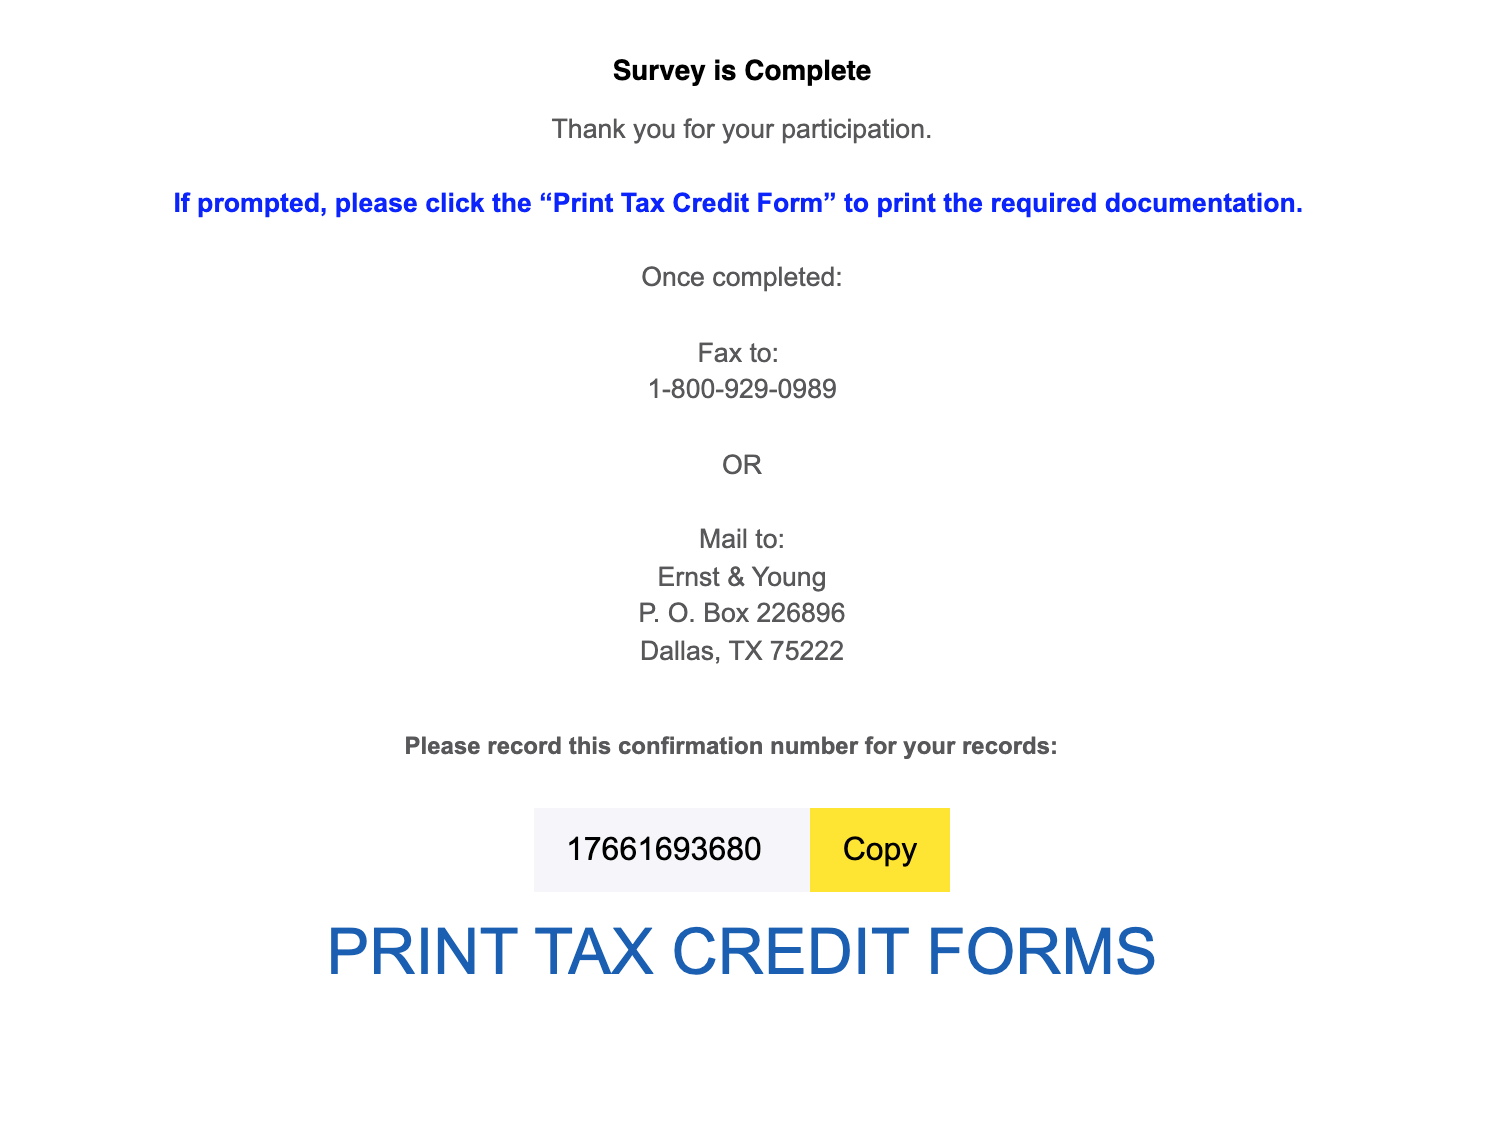 Survey is Complete
Thank you for your participation.
If prompted, please click the “Print Tax Credit Form” to print the required documentation.
Once completed:
Fax to:
1-800-929-0989
OR
Mail to:
Ernst & Young
P. O. Box 226896
Dallas, TX 75222
Please record this confirmation number for your records:
17661693680 Copy
PRINT TAX CREDIT FORMS